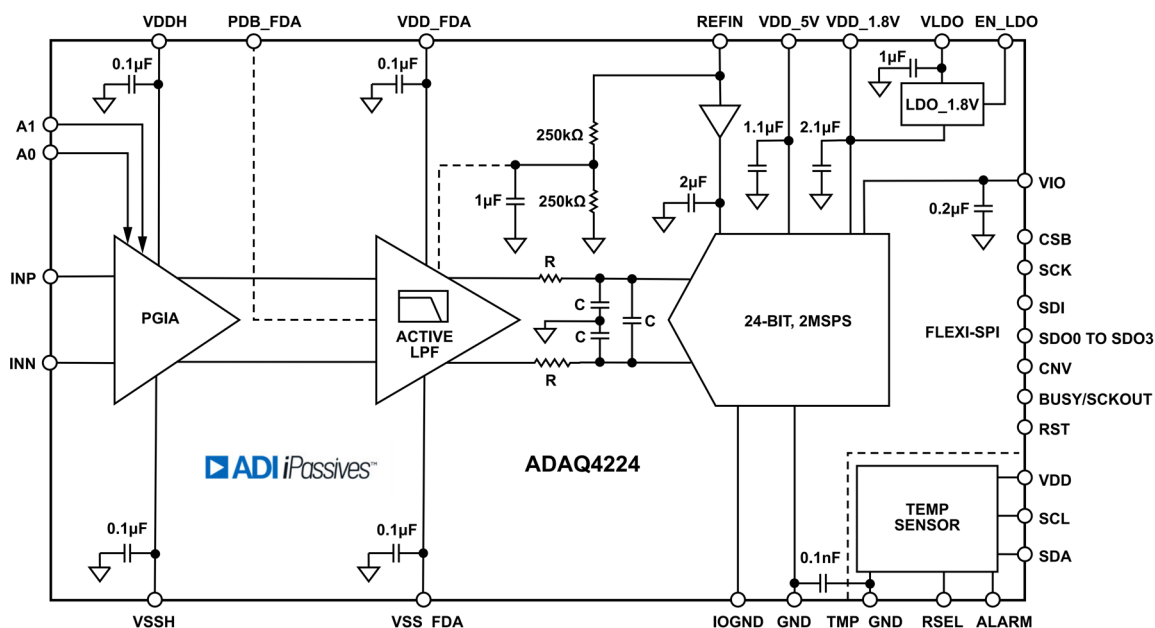 VDDH PDB_FDA VDD_FDA REFIN VDD_5V VDD_1.8V VLDO EN_LDO
0.1µF
0.1µF
1µF
LDO_1.8V
A1
A0
250kΩ
1.1µF
2.1µF
1µF
250kΩ
2µF
VIO
0.2µF
CSB
SCK
SDI
SDO0 TO SDO3
CNV
BUSY/SCKOUT
RST
FLEXI-SPI
INP
INN
PGIA
ACTIVE
LPF
R
C
C
C
R
24-BIT, 2MSPS
ADI iPassives™
ADAQ4224
TEMP
SENSOR
VDD
SCL
SDA
0.1µF
0.1µF
0.1nF
VSSH VSS_FDA IOGND GND TMP_GND RSEL ALARM